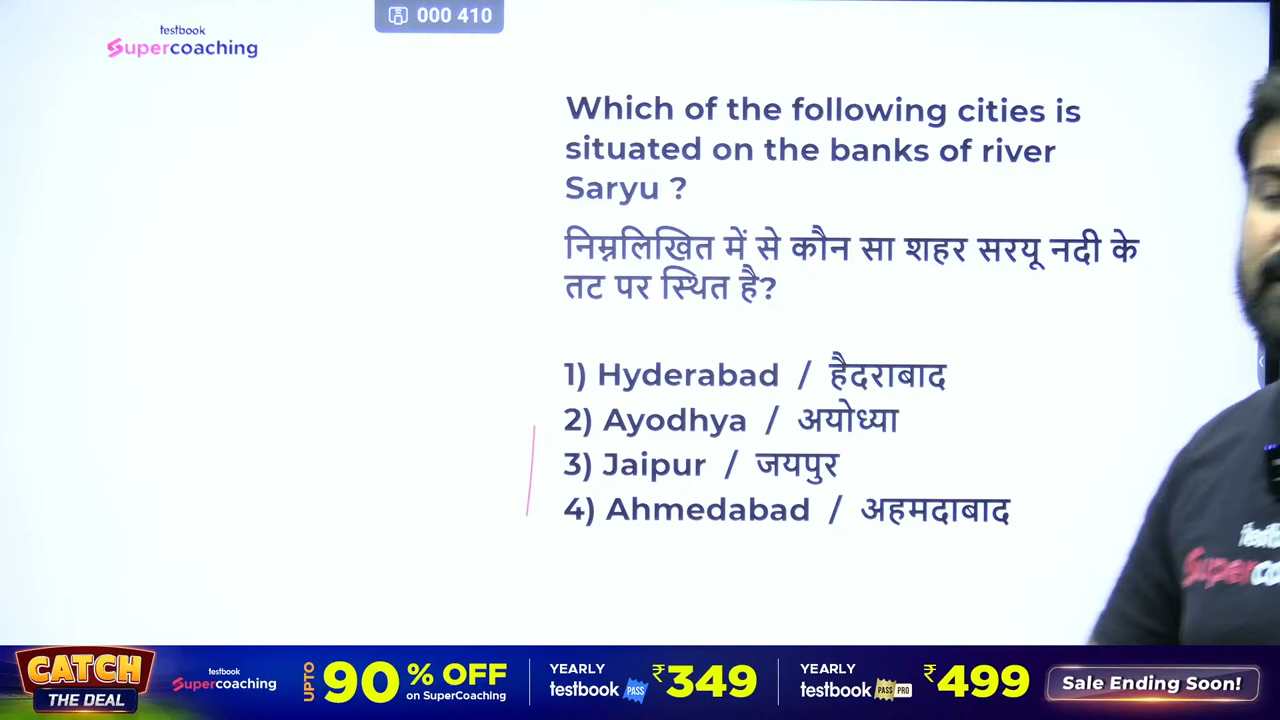 000 410
testbook
Supercoaching
Which of the following cities is
situated on the banks of river
Saryu ?
निम्नलिखित में से कौन सा शहर सरयू नदी के
तट पर स्थित है?
1) Hyderabad / हैदराबाद
2) Ayodhya / अयोध्या
3) Jaipur / जयपुर
4) Ahmedabad / अहमदाबाद
CATCH
THE DEAL
testbook
Supercoaching
UPTO
90% OFF
on SuperCoaching
YEARLY
testbook PASS
₹349
YEARLY
testbook PASS PRO
₹499
Sale Ending Soon!